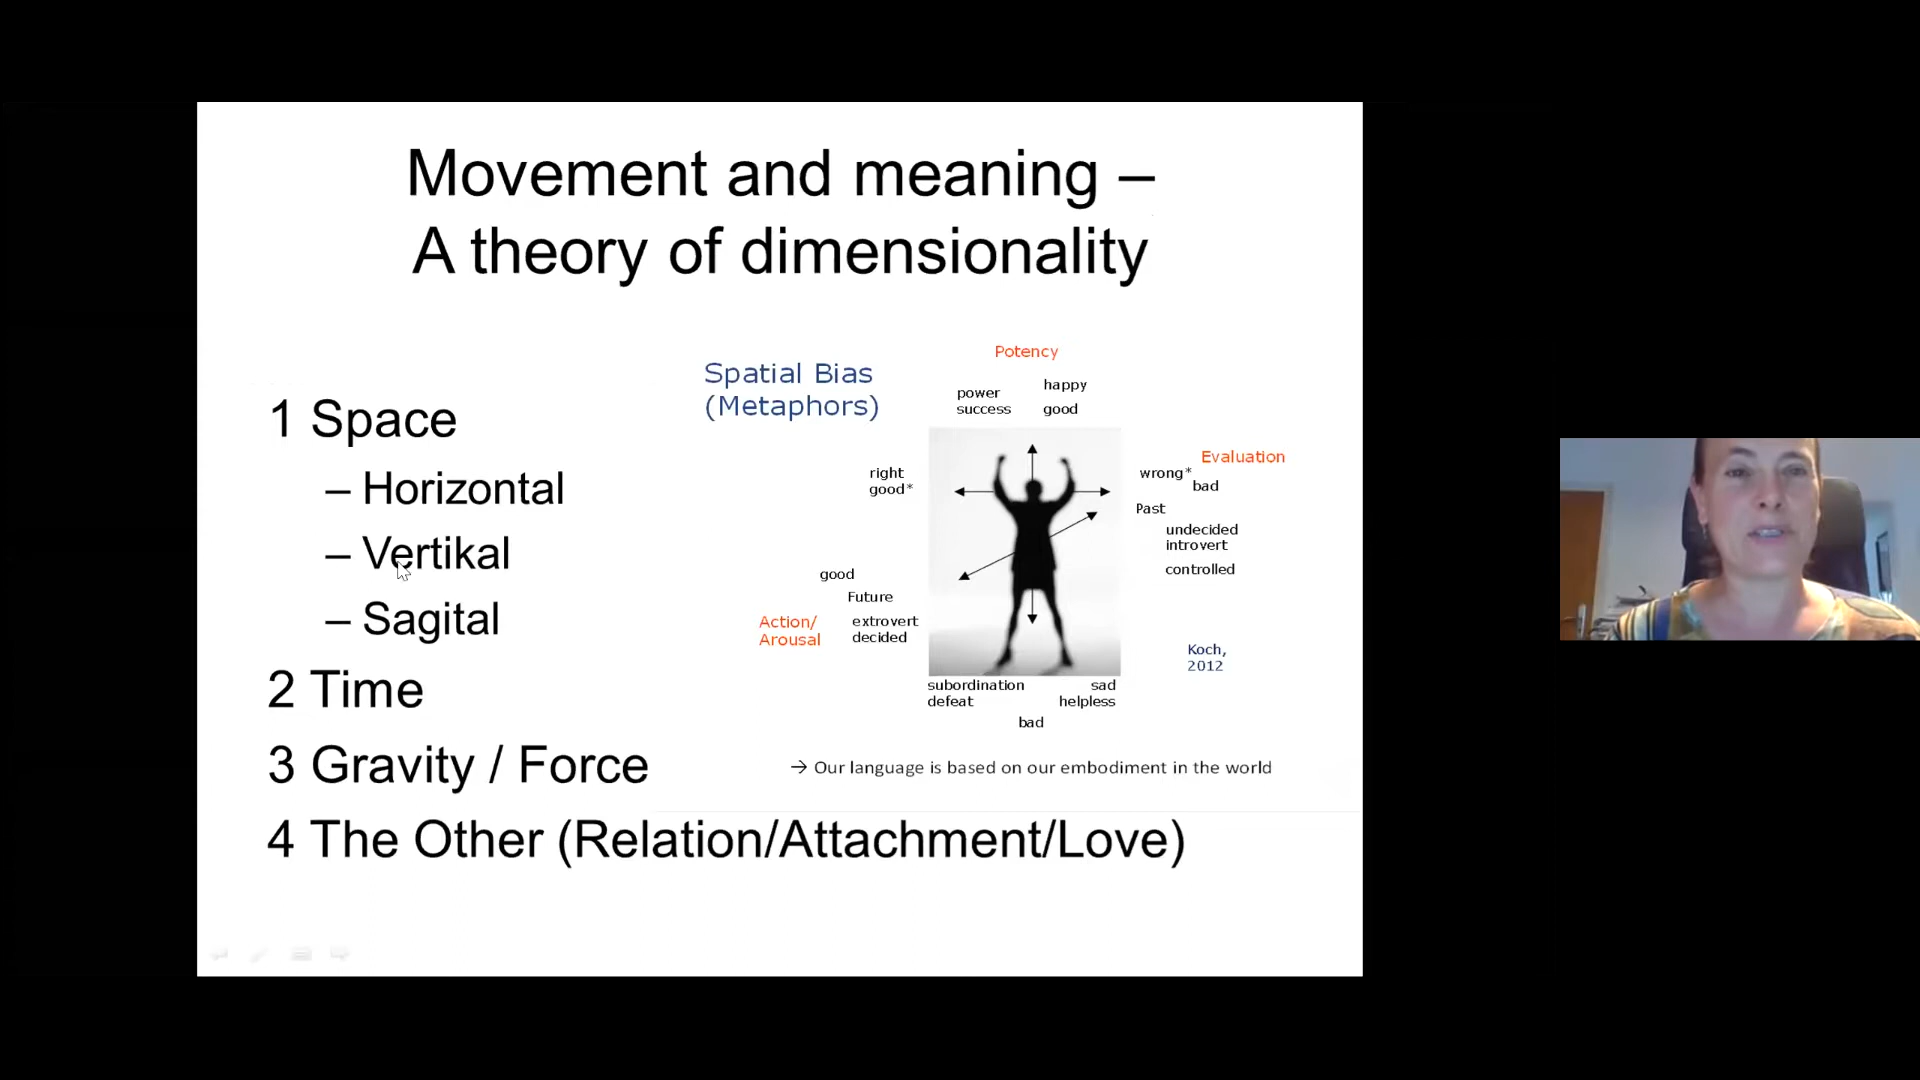 Movement and meaning –
A theory of dimensionality
1 Space
– Horizontal
– Vertikal
– Sagital
2 Time
3 Gravity / Force
4 The Other (Relation/Attachment/Love)
Spatial Bias
(Metaphors)
Potency
power
success
happy
good
right
good*
Evaluation
wrong*
bad
Past
undecided
introvert
controlled
good
Future
Action/
Arousal
extrovert
decided
Koch,
2012
subordination
defeat
sad
helpless
bad
→ Our language is based on our embodiment in the world